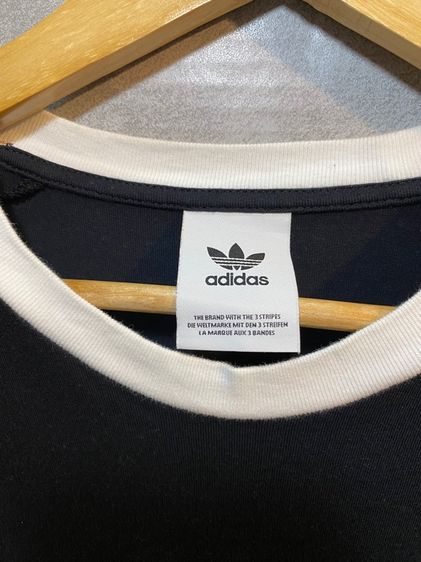 adidas
THE BRAND WITH THE 3 STRIPES
DIE WELTMARKE MIT DEN 3 STREIFEN
LA MARQUE AUX 3 BANDES